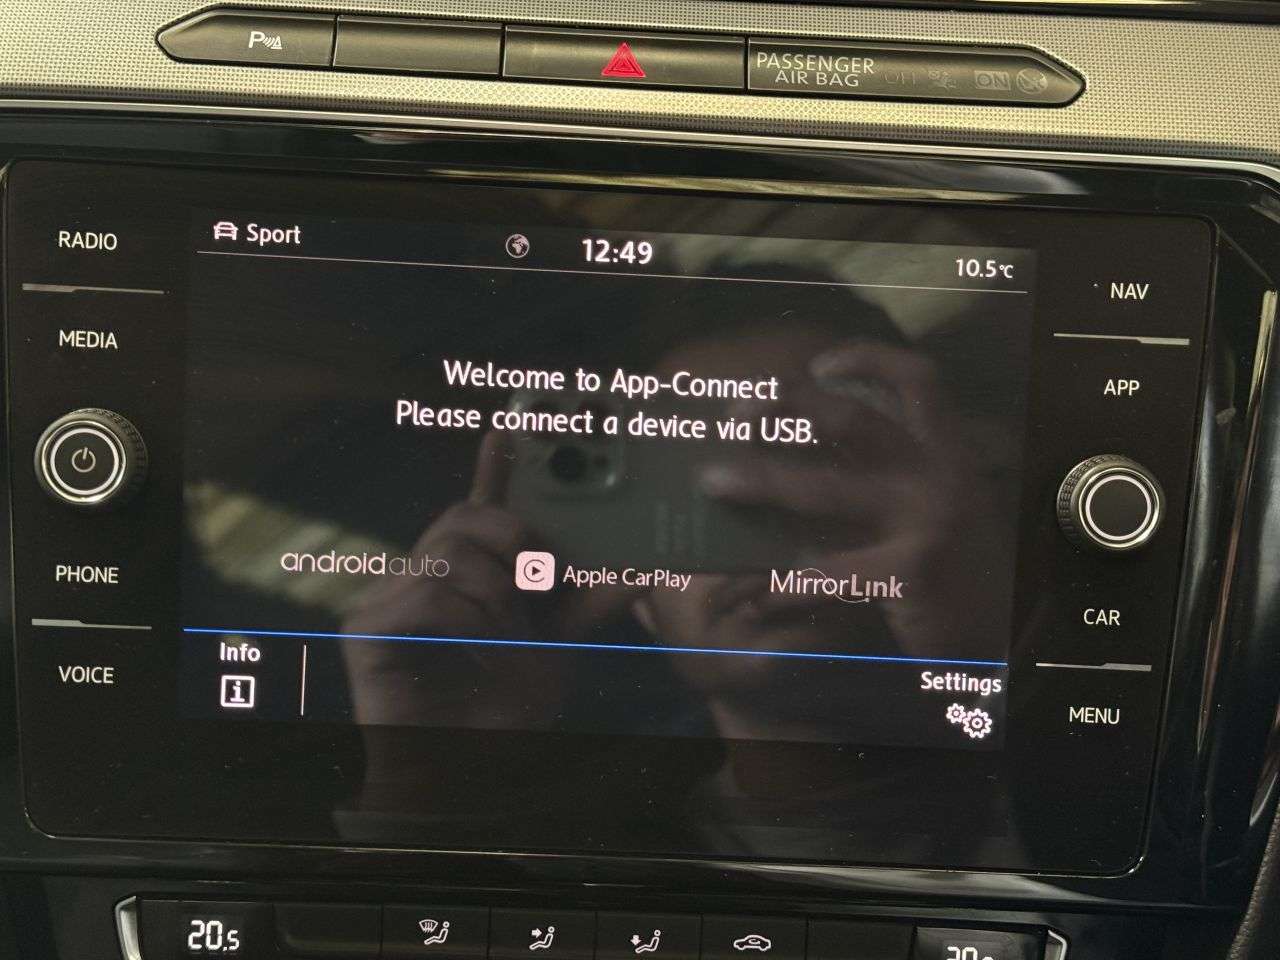 P
PASSENGER
AIR BAG OFF ON
RADIO
MEDIA
PHONE
VOICE
Sport
12:49
10.5°C
Welcome to App-Connect
Please connect a device via USB.
androidauto
Apple CarPlay
MirrorLink
Info
i
Settings
NAV
APP
CAR
MENU
20.5